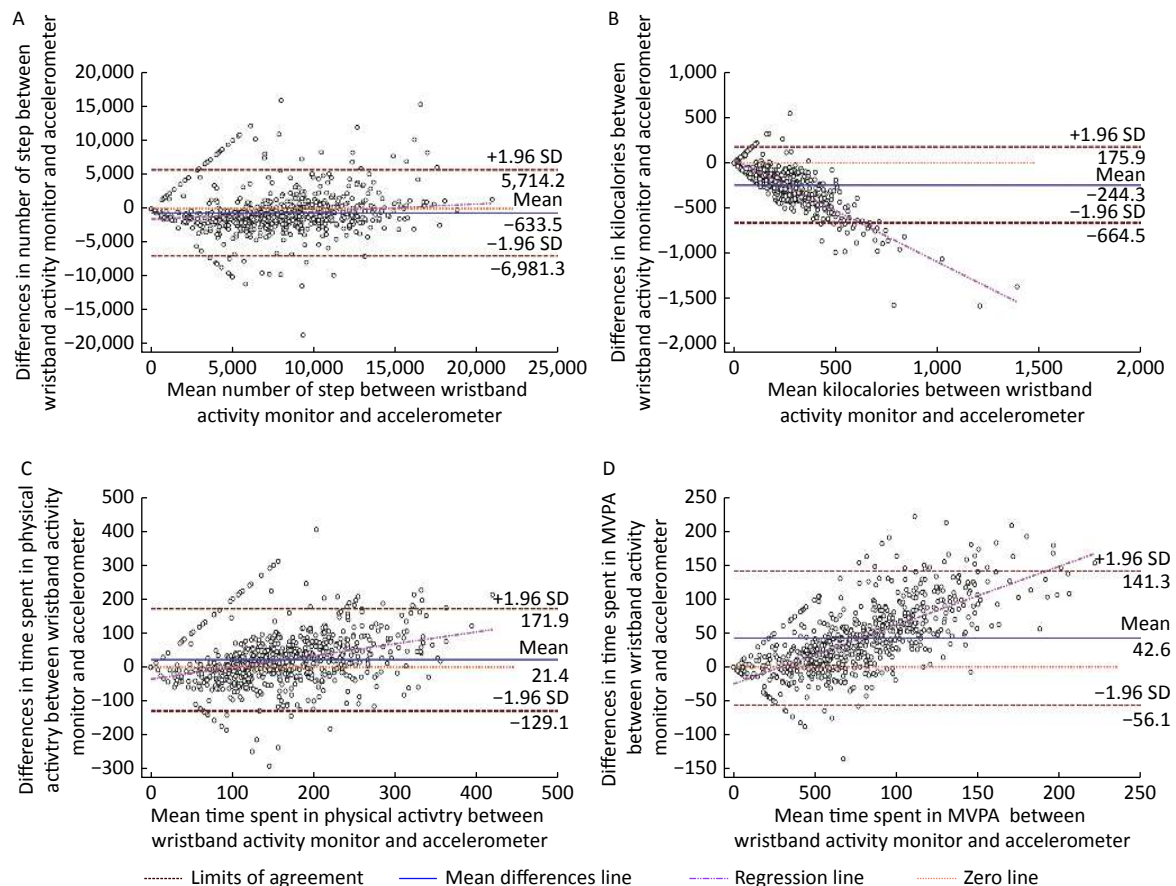 A
Differences in number of step between
wristband activity monitor and accelerometer
20,000
15,000
10,000
5,000
0
−5,000
−10,000
−15,000
−20,000
+1.96 SD
5,714.2
Mean
−633.5
−1.96 SD
−6,981.3
0
5,000
10,000
15,000
20,000
25,000
Mean number of step between wristband
activity monitor and accelerometer
B
Differences in kilocalories between
wristband activity monitor and accelerometer
1,000
500
0
−500
−1,000
−1,500
−2,000
+1.96 SD
175.9
Mean
−244.3
−1.96 SD
−664.5
0
500
1,000
1,500
2,000
Mean kilocalories between wristband
activity monitor and accelerometer
C
Differences in time spent in physical
activtry between wristband activity
monitor and accelerometer
500
400
300
200
100
0
−100
−200
−300
+1.96 SD
171.9
Mean
21.4
−1.96 SD
−129.1
0
100
200
300
400
500
Mean time spent in physical activtry between
wristband activity monitor and accelerometer
D
Differences in time spent in MVPA
between wristband activity
monitor and accelerometer
250
200
150
100
50
0
−50
−100
−150
+1.96 SD
141.3
Mean
42.6
−1.96 SD
−56.1
0
50
100
150
200
250
Mean time spent in MVPA between
wristband activity monitor and accelerometer
Limits of agreement
Mean differences line
Regression line
Zero line